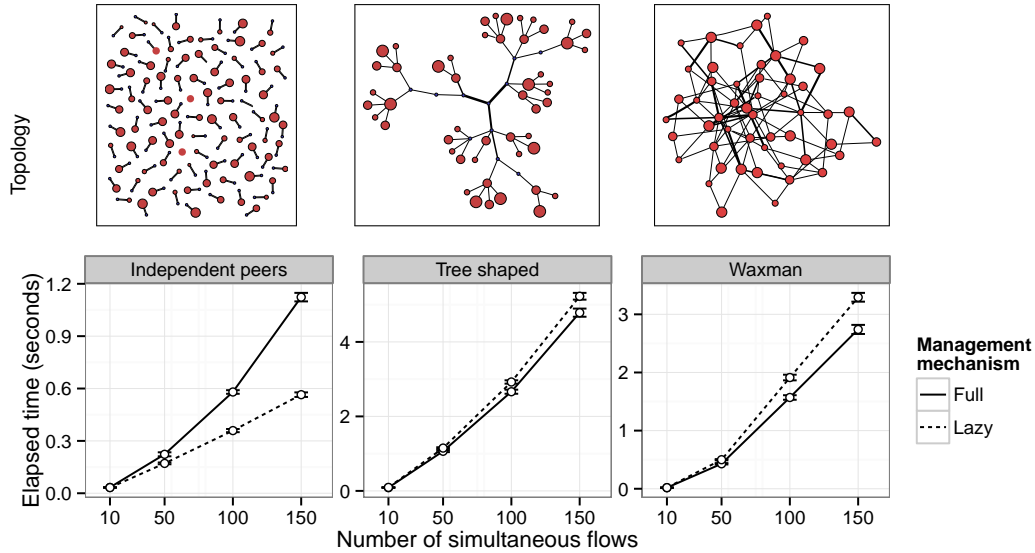 Topology
Independent peers
Tree shaped
Waxman
Elapsed time (seconds)
1.2
0.9
0.6
0.3
0.0
4
2
0
3
2
1
0
10 50 100 150
10 50 100 150
10 50 100 150
Number of simultaneous flows
Management
mechanism
Full
Lazy